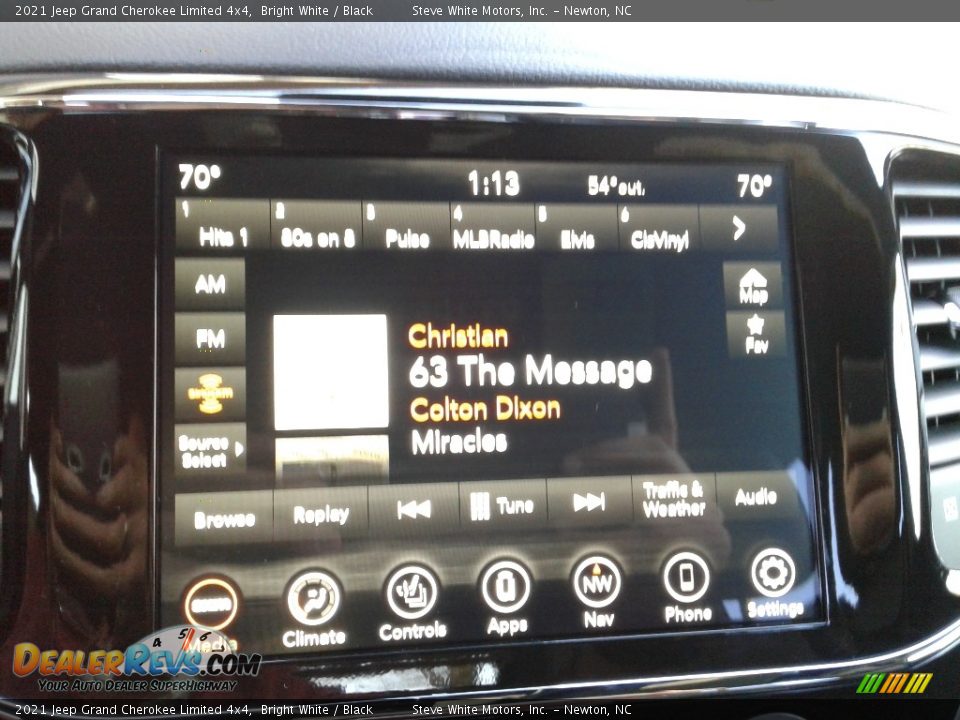 2021 Jeep Grand Cherokee Limited 4x4, Bright White / Black Steve White Motors, Inc. – Newton, NC
70° 1:13 54°out. 70°
1 2 3 4 5 6
Hits 1 80s on 8 Pulse MLBRadio Elvis ClsVinyl
AM
Map
FM
Fav
Christian
63 The Message
Colton Dixon
Miracles
Source
Select
Browse Replay Tune Traffic & Weather Audio
NW
Media Climate Controls Apps Nav Phone Settings
4 5 6
DealerRevs.com
Your Auto Dealer SuperHighway
2021 Jeep Grand Cherokee Limited 4x4, Bright White / Black Steve White Motors, Inc. – Newton, NC